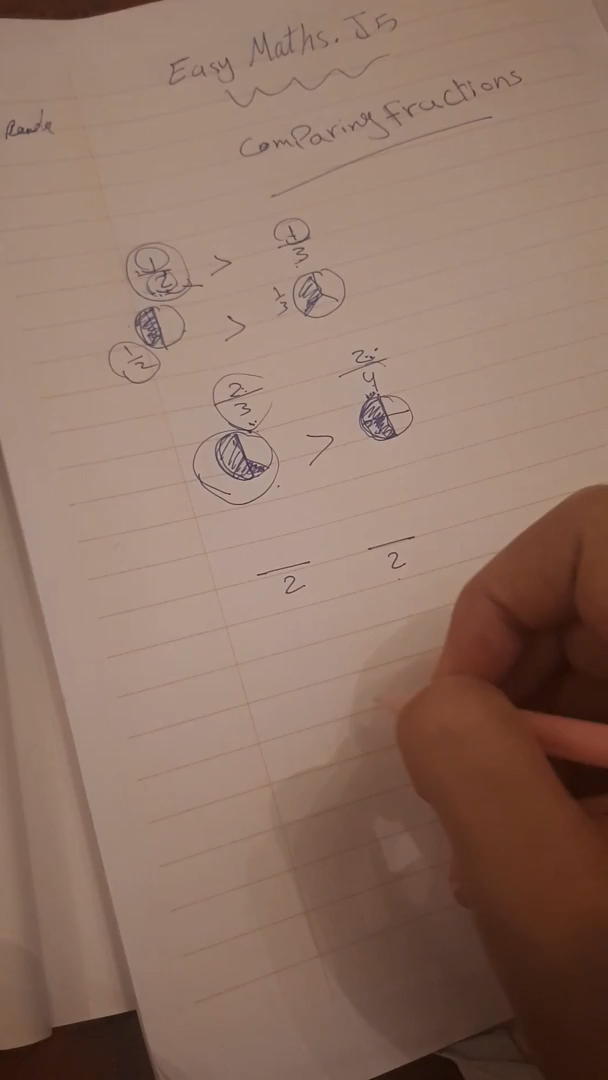 Easy Maths. J5
Comparing fractions
1/2 > 1/3
> 1/3
1/2
2/3 2/4
>
2 2